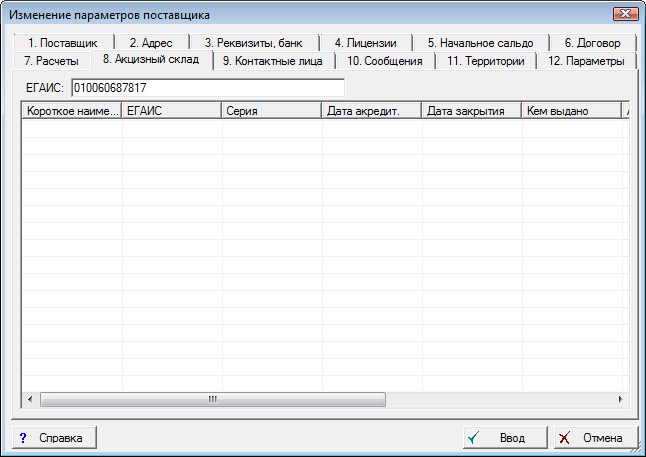 Изменение параметров поставщика
1. Поставщик 2. Адрес 3. Реквизиты, банк 4. Лицензии 5. Начальное сальдо 6. Договор
7. Расчеты 8. Акцизный склад 9. Контактные лица 10. Сообщения 11. Территории 12. Параметры
ЕГАИС: 010060687817
Короткое наиме... ЕГАИС Серия Дата акредит. Дата закрытия Кем выдано
? Справка Ввод Отмена